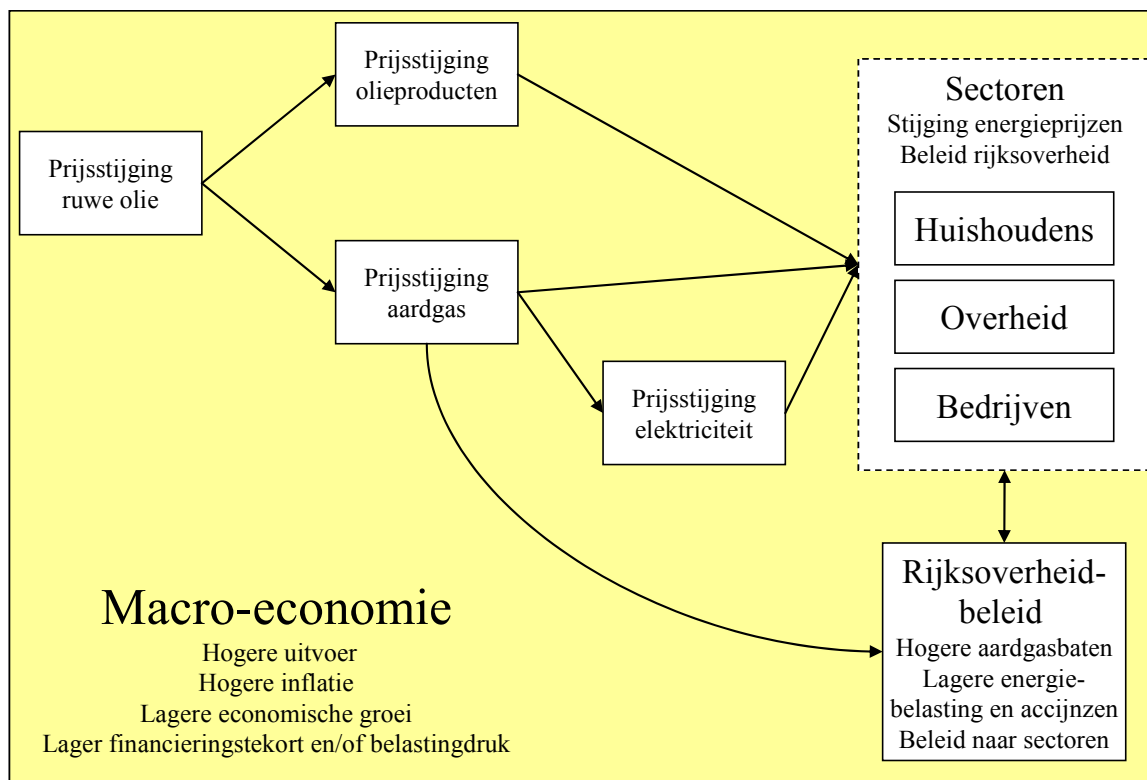 Prijsstijging
olieproducten
Prijsstijging
ruwe olie
Prijsstijging
aardgas
Prijsstijging
elektriciteit
Sectoren
Stijging energieprijzen
Beleid rijksoverheid
Huishoudens
Overheid
Bedrijven
Rijksoverheid-
beleid
Hogere aardgasbaten
Lagere energie-
belasting en accijnzen
Beleid naar sectoren
Macro-economie
Hogere uitvoer
Hogere inflatie
Lagere economische groei
Lager financieringstekort en/of belastingdruk